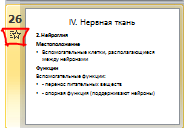 26
IV. Нервная ткань
2.Нейроглия
Местоположение
• Вспомогательные клетки, располагающиеся
между нейронами
Функции
Вспомогательные функции:
• - перенос питательных веществ
• - опорная функция (поддерживают нейроны)